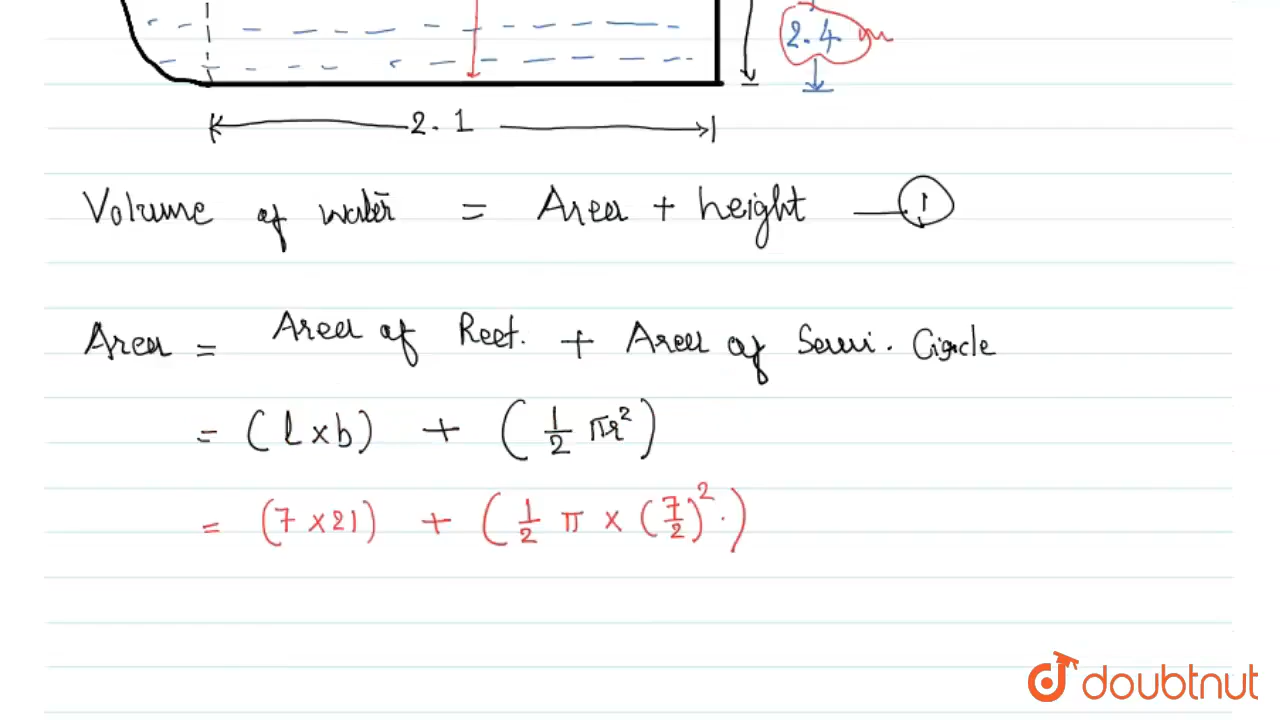 2.4 m
2.1
Volume of water = Area + height — 1
Area = Area of Rect. + Area of Semi. Circle
= (l×b) + (1/2 πr²)
= (7×21) + (1/2 π × (7/2)².)
doubtnut